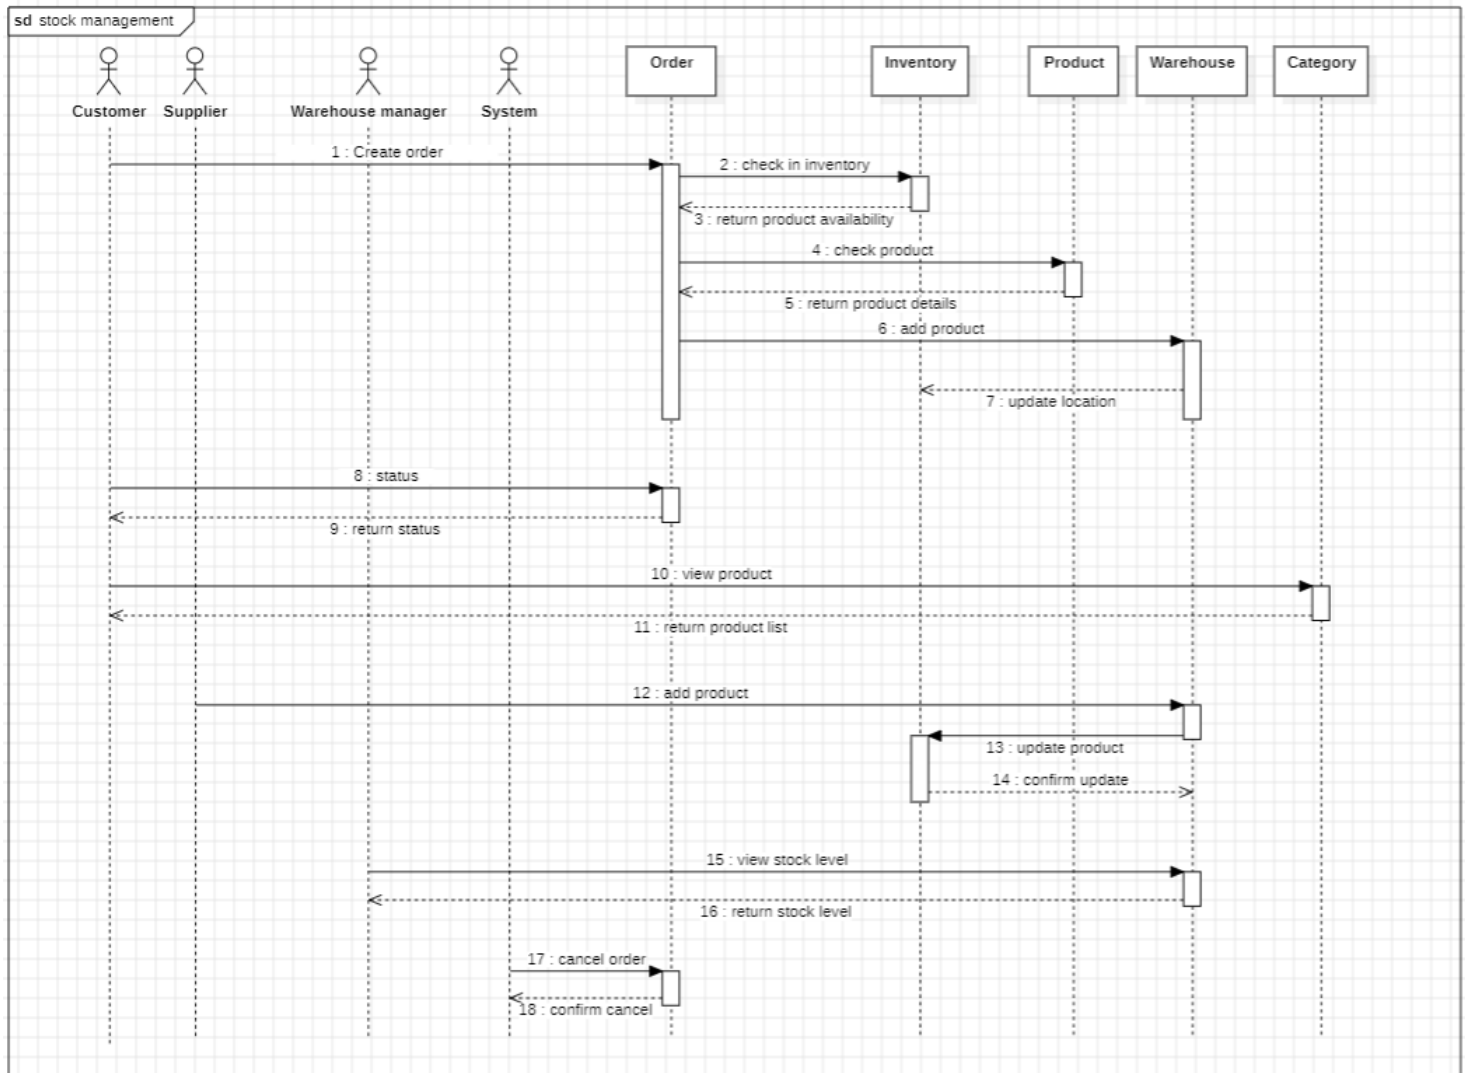 sd stock management
Customer
Supplier
Warehouse manager
System
Order
Inventory
Product
Warehouse
Category
1 : Create order
2 : check in inventory
3 : return product availability
4 : check product
5 : return product details
6 : add product
7 : update location
8 : status
9 : return status
10 : view product
11 : return product list
12 : add product
13 : update product
14 : confirm update
15 : view stock level
16 : return stock level
17 : cancel order
18 : confirm cancel